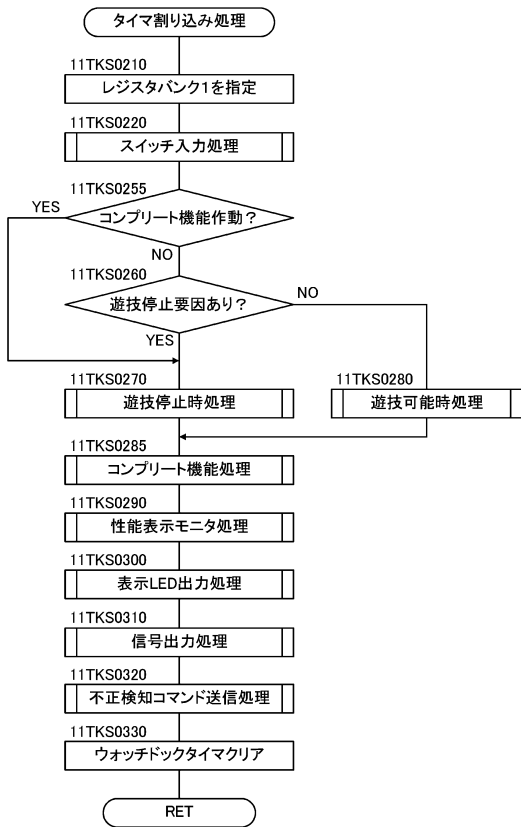 タイマ割り込み処理
11TKS0210
レジスタバンク1を指定
11TKS0220
スイッチ入力処理
11TKS0255
YES
コンプリート機能作動？
NO
11TKS0260
遊技停止要因あり？
NO
YES
11TKS0270
遊技停止時処理
11TKS0280
遊技可能時処理
11TKS0285
コンプリート機能処理
11TKS0290
性能表示モニタ処理
11TKS0300
表示LED出力処理
11TKS0310
信号出力処理
11TKS0320
不正検知コマンド送信処理
11TKS0330
ウォッチドックタイマクリア
RET